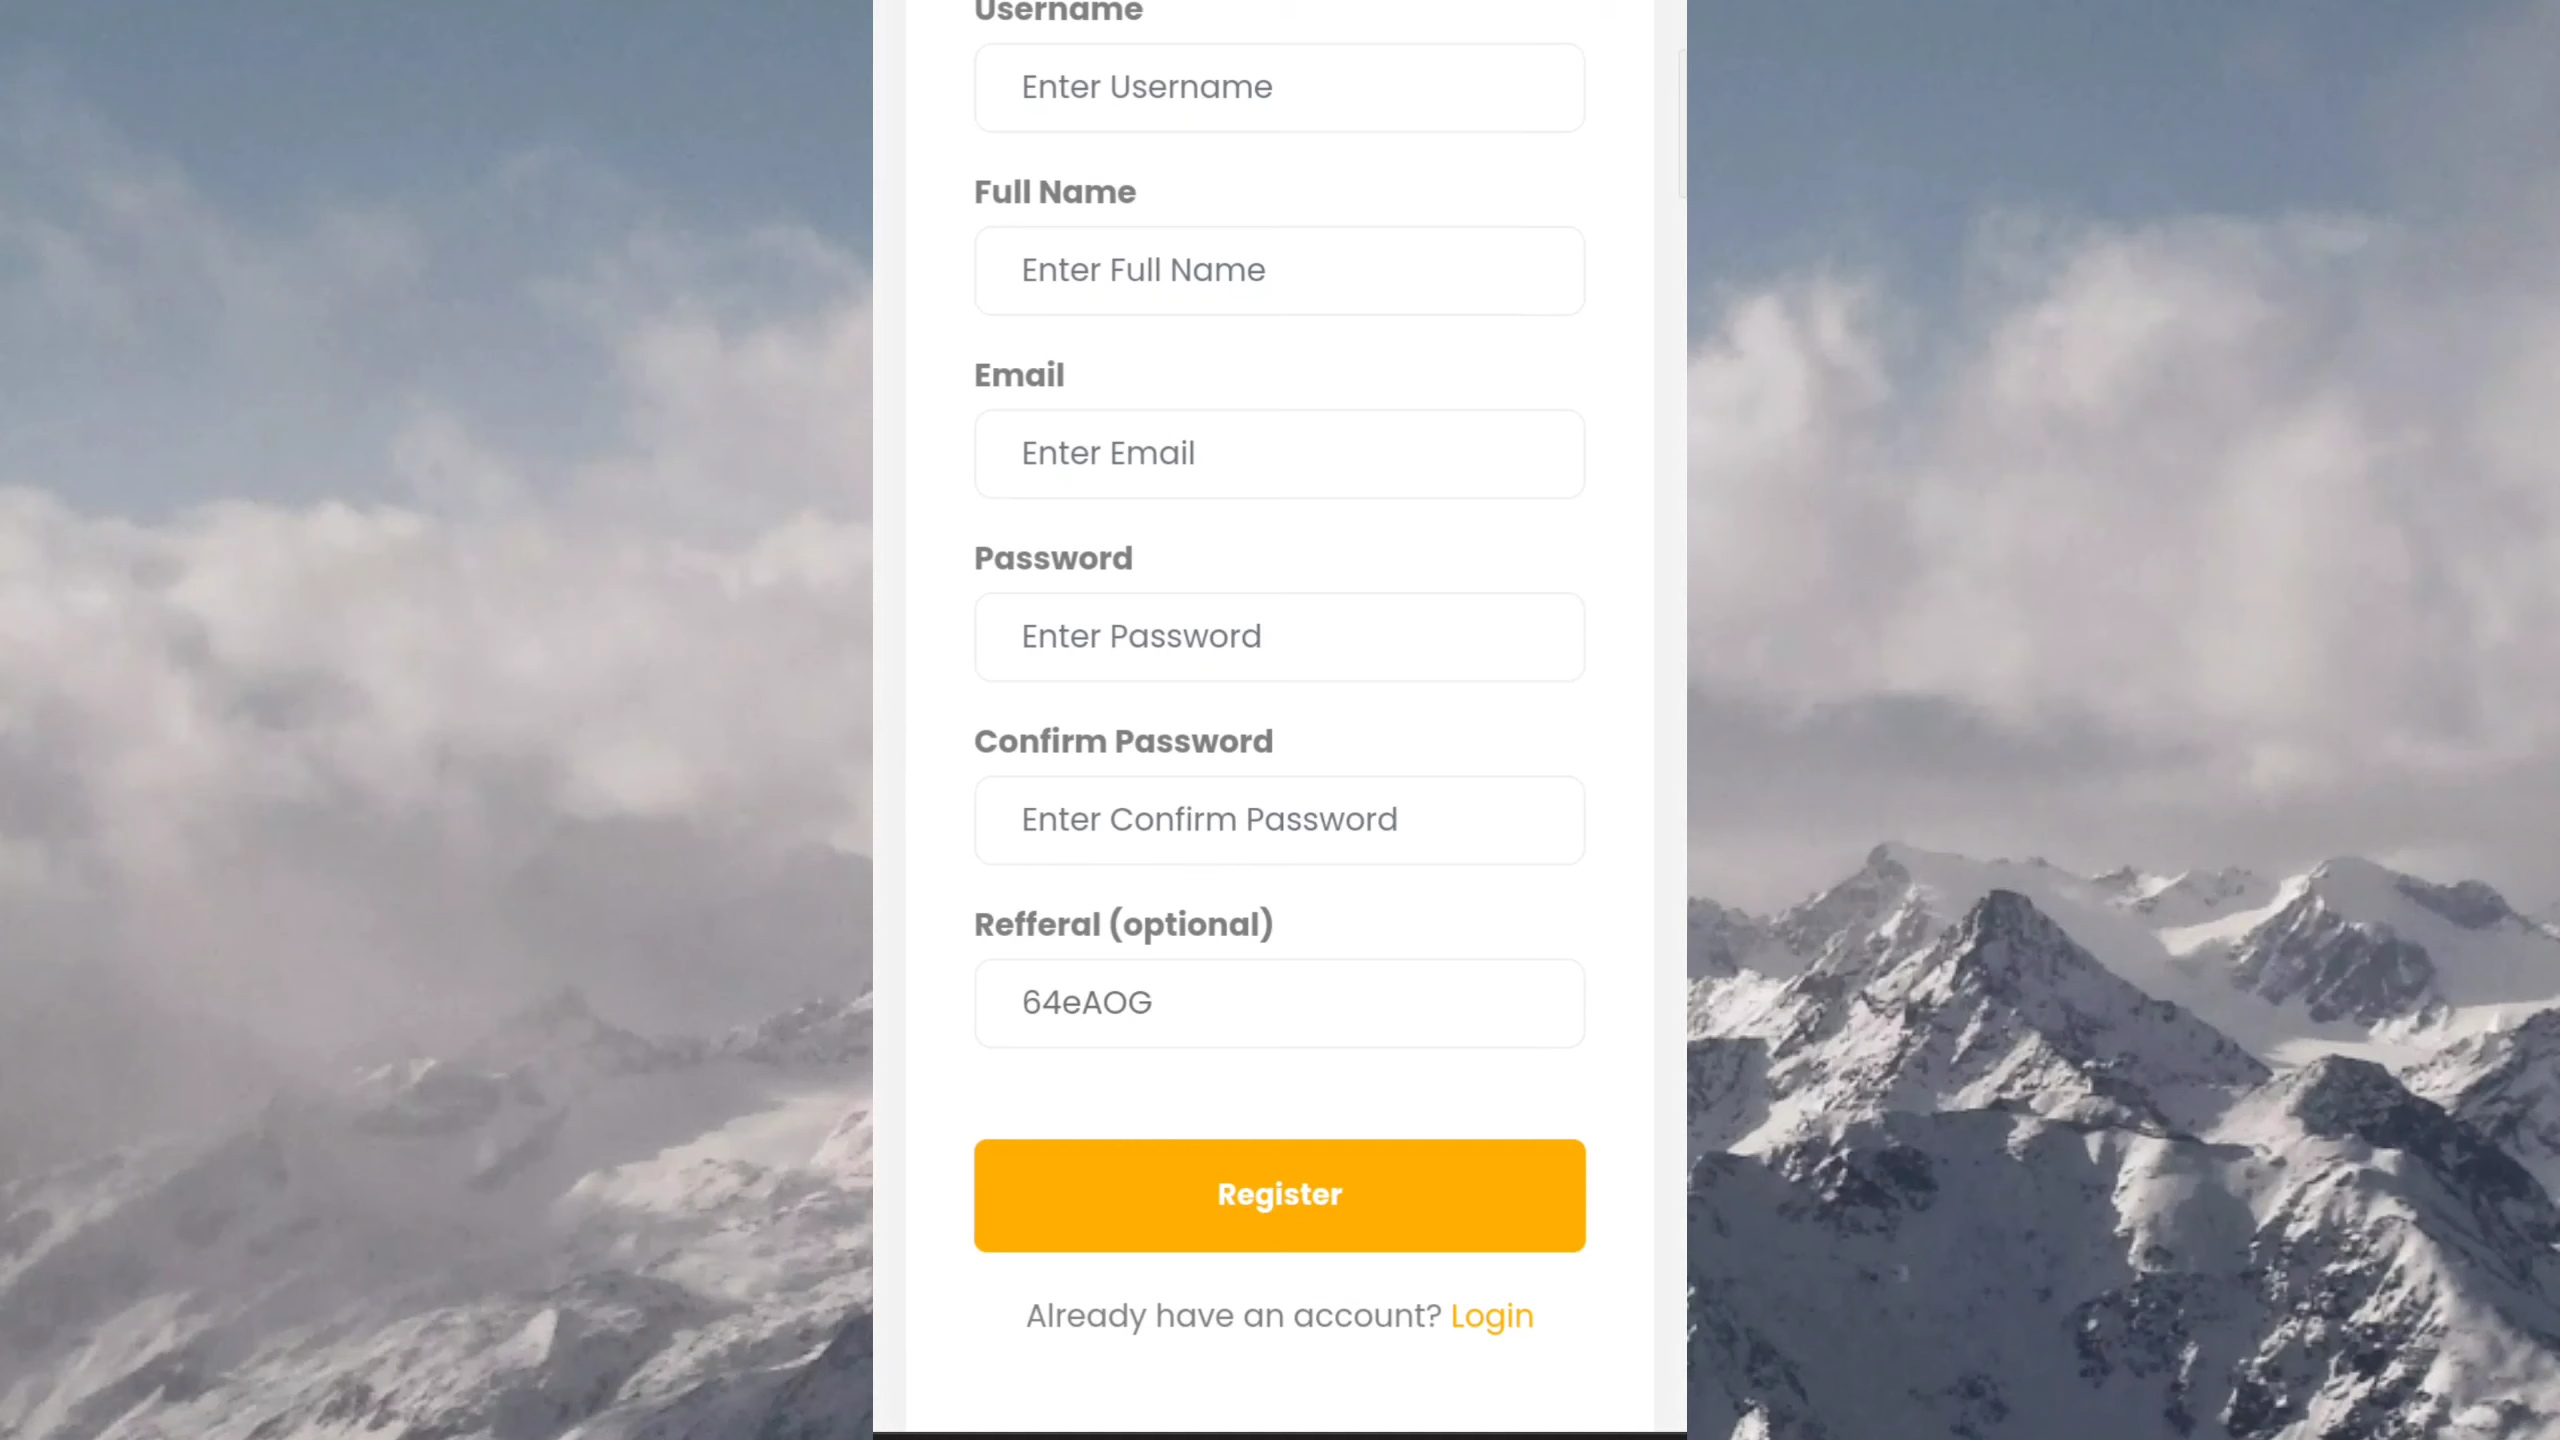 Username
Enter Username
Full Name
Enter Full Name
Email
Enter Email
Password
Enter Password
Confirm Password
Enter Confirm Password
Refferal (optional)
64eAOG
Register
Already have an account? Login